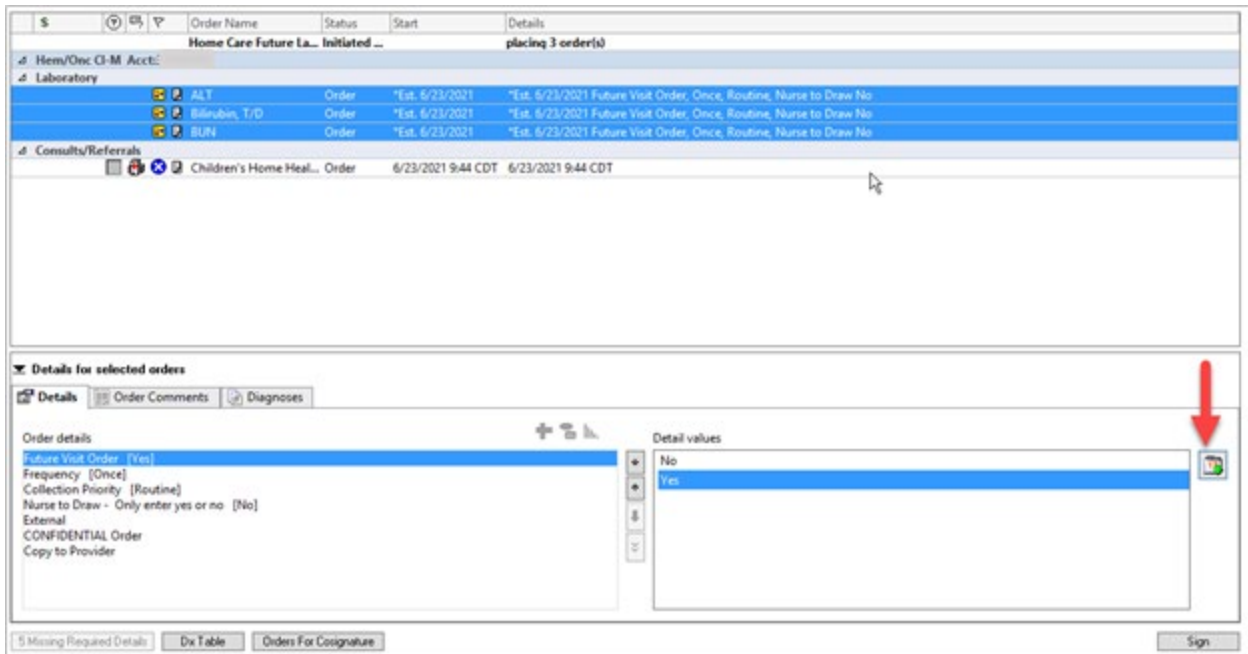 $ Order Name Status Start Details
Home Care Future La... Initiated ... placing 3 order(s)
Hem/Onc Cl-M Acct:
Laboratory
ALT Order *Est. 6/23/2021 *Est. 6/23/2021 Future Visit Order, Once, Routine, Nurse to Draw No
Bilirubin, T/D Order *Est. 6/23/2021 *Est. 6/23/2021 Future Visit Order, Once, Routine, Nurse to Draw No
BUN Order *Est. 6/23/2021 *Est. 6/23/2021 Future Visit Order, Once, Routine, Nurse to Draw No
Consults/Referrals
Children's Home Heal... Order 6/23/2021 9:44 CDT 6/23/2021 9:44 CDT
Details for selected orders
Details Order Comments Diagnoses
Order details Detail values
Future Visit Order [Yes] No
Frequency [Once] Yes
Collection Priority [Routine]
Nurse to Draw - Only enter yes or no [No]
External
CONFIDENTIAL Order
Copy to Provider
5 Missing Required Details Dx Table Orders For Cosignature Sign